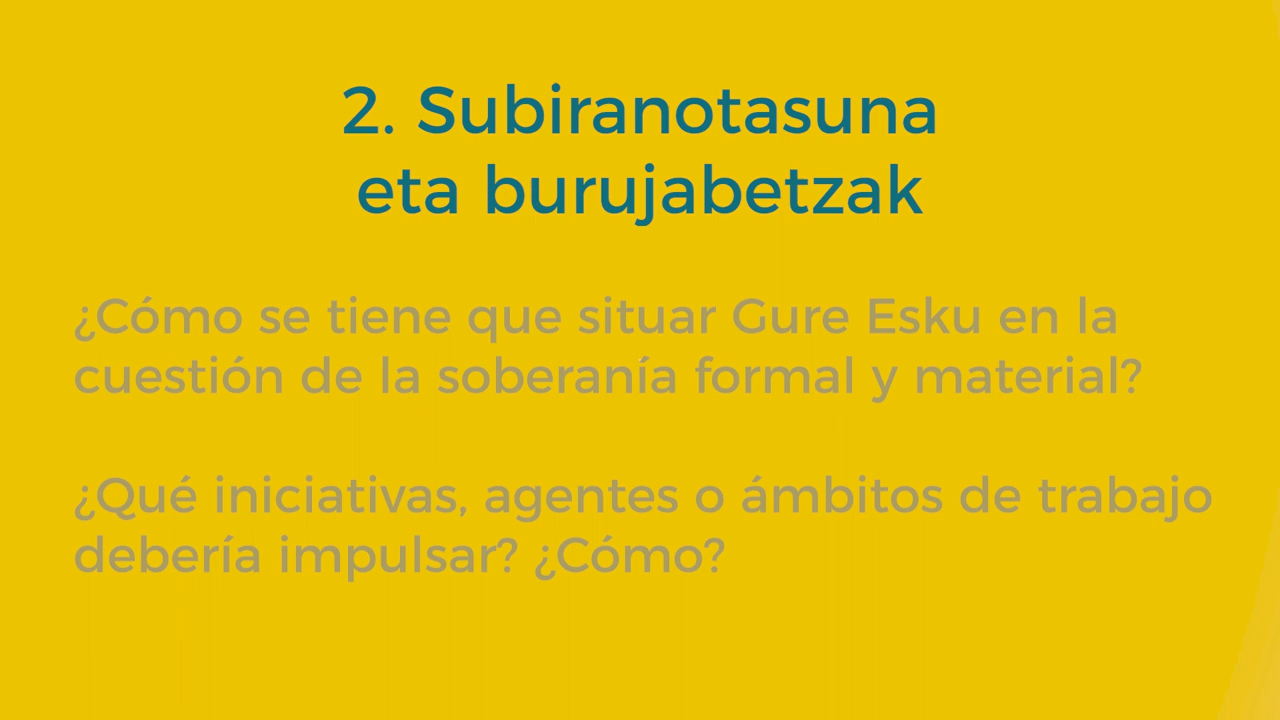 2. Subiranotasuna
eta burujabetzak
¿Cómo se tiene que situar Gure Esku en la
cuestión de la soberanía formal y material?
¿Qué iniciativas, agentes o ámbitos de trabajo
debería impulsar? ¿Cómo?